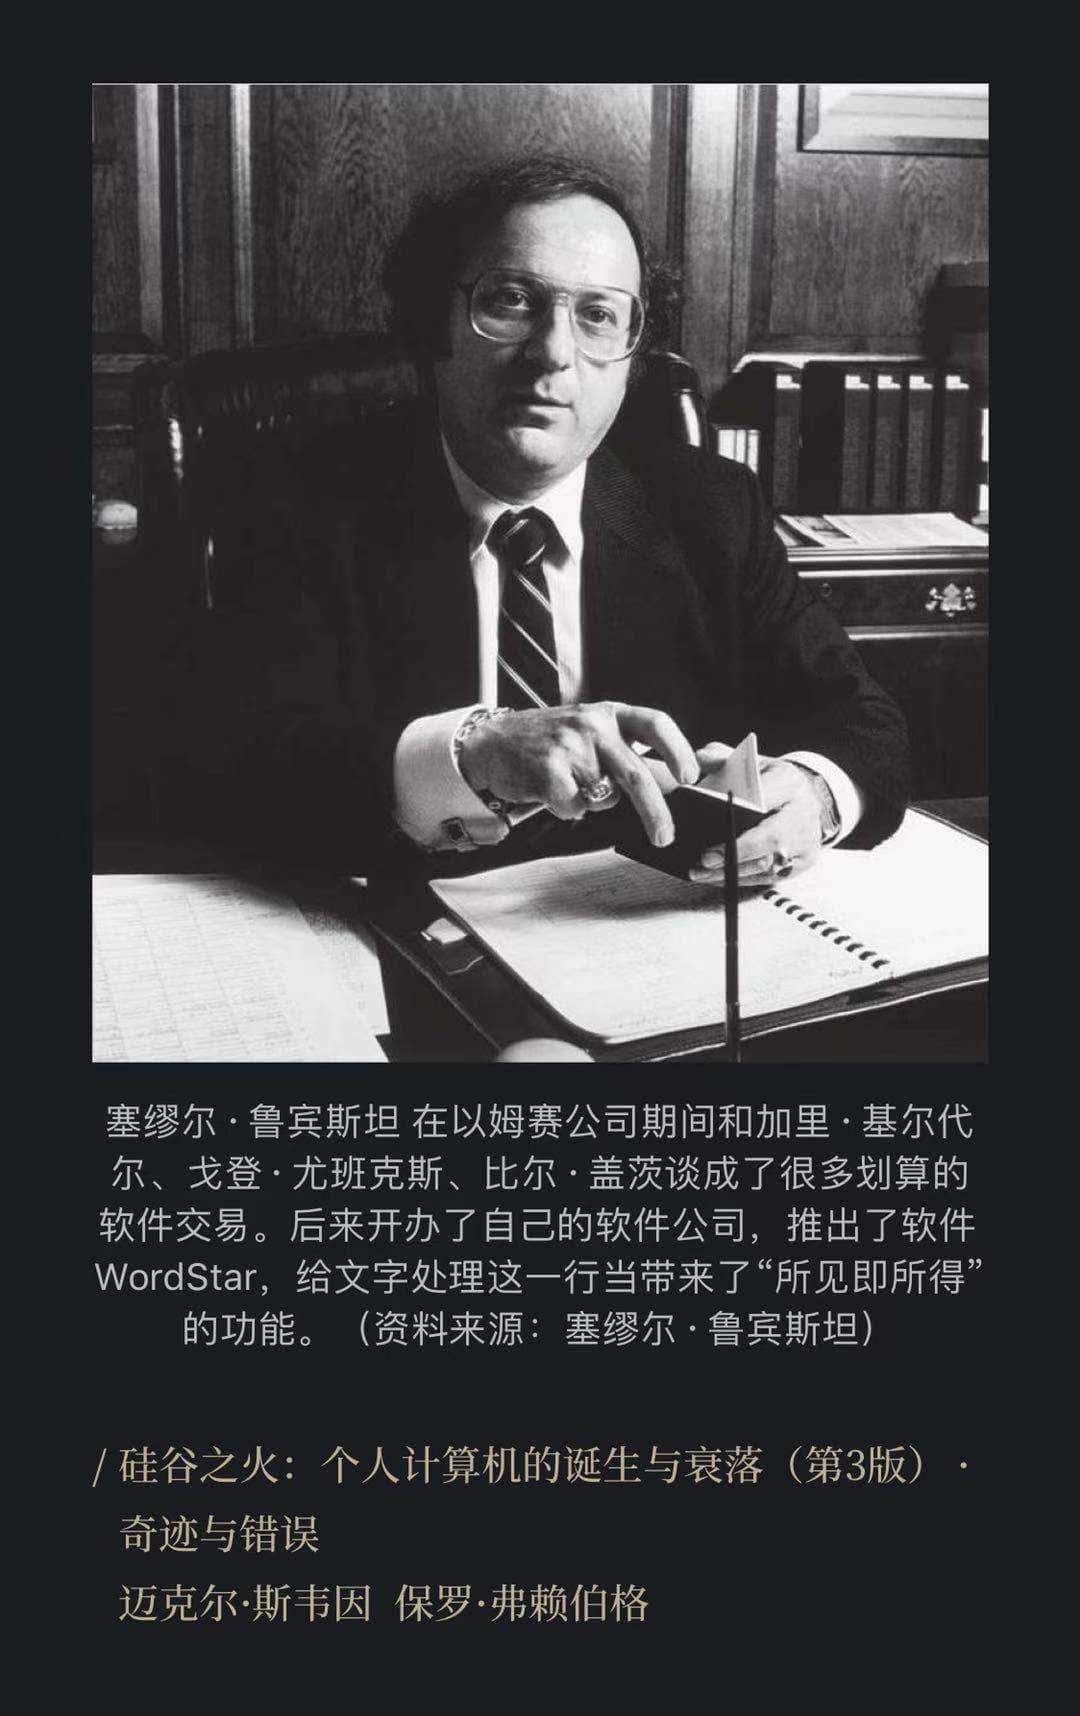 塞缪尔·鲁宾斯坦 在以姆赛公司期间和加里·基尔代
尔、戈登·尤班克斯、比尔·盖茨谈成了很多划算的
软件交易。后来开办了自己的软件公司，推出了软件
WordStar，给文字处理这一行当带来了“所见即所得”
的功能。（资料来源：塞缪尔·鲁宾斯坦）
/ 硅谷之火：个人计算机的诞生与衰落（第3版） ·
奇迹与错误
迈克尔·斯韦因 保罗·弗赖伯格